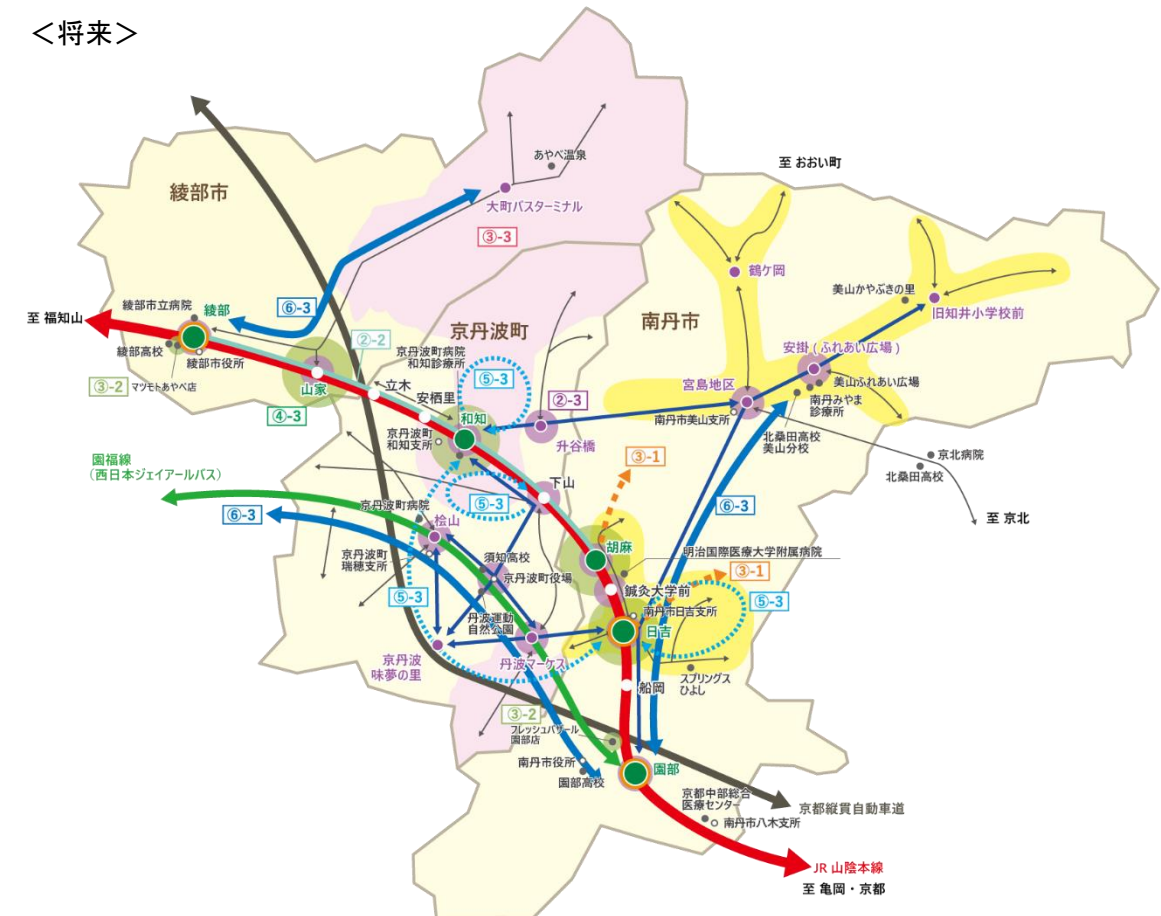 ＜将来＞
至 おおい町
綾部市
あやべ温泉
大町バスターミナル
③-3
鶴ケ岡
美山かやぶきの里
旧知井小学校前
綾部市立病院
綾部
至 福知山
⑥-3
京丹波町
南丹市
安掛（ふれあい広場）
綾部高校
綾部市役所
②-2
京丹波町病院
和知診療所
③-2
マツモトあやべ店
山家
立木
⑤-3
②-3
宮島地区
美山ふれあい広場
南丹みやま
診療所
④-3
安栖里
和知
南丹市美山支所
京丹波町
和知支所
升谷橋
北桑田高校
美山分校
京北病院
北桑田高校
園福線
（西日本ジェイアールバス）
③-1
下山
⑤-3
⑥-3
⑥-3
京丹波町病院
桧山
至 京北
胡麻
明治国際医療大学附属病院
京丹波町
瑞穂支所
須知高校
京丹波町役場
③-1
鍼灸大学前
⑤-3
⑤-3
南丹市日吉支所
丹波運動
自然公園
日吉
京丹波
味夢の里
丹波マーケス
スプリングス
ひよし
船岡
③-2
フレッシュバザール
園部店
南丹市役所
園部高校
園部
京都中部総合
医療センター
南丹市八木支所
京都縦貫自動車道
JR 山陰本線
至 亀岡・京都